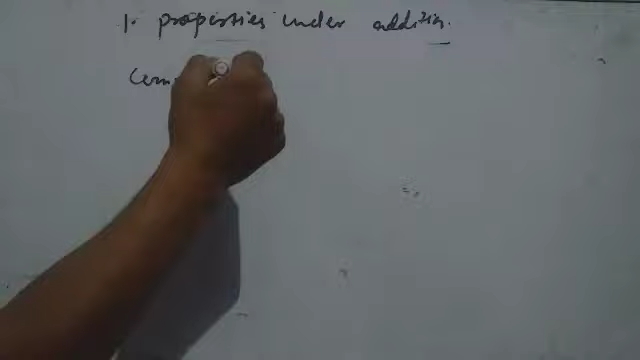 1. properties under addition.